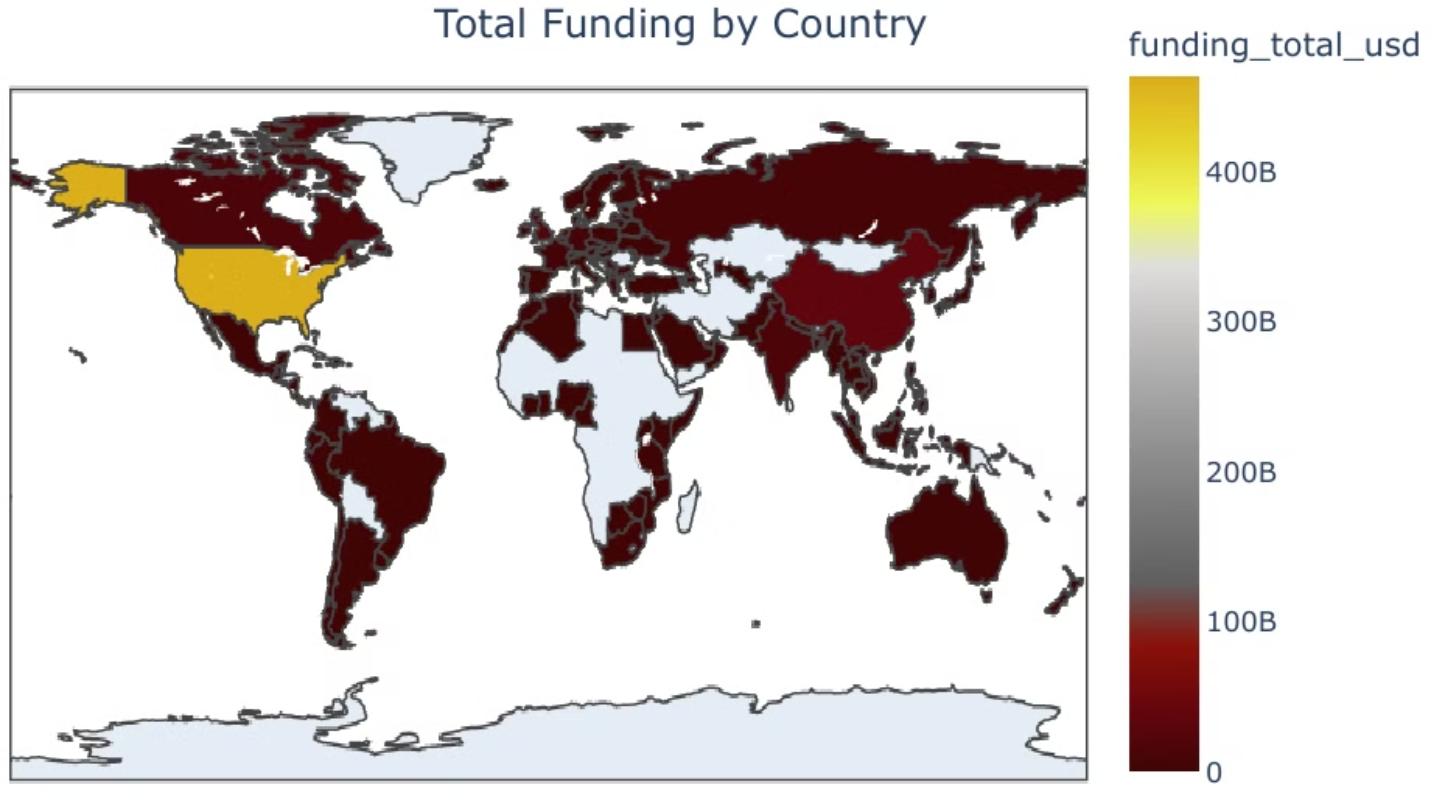 Total Funding by Country
funding_total_usd
400B
300B
200B
100B
0